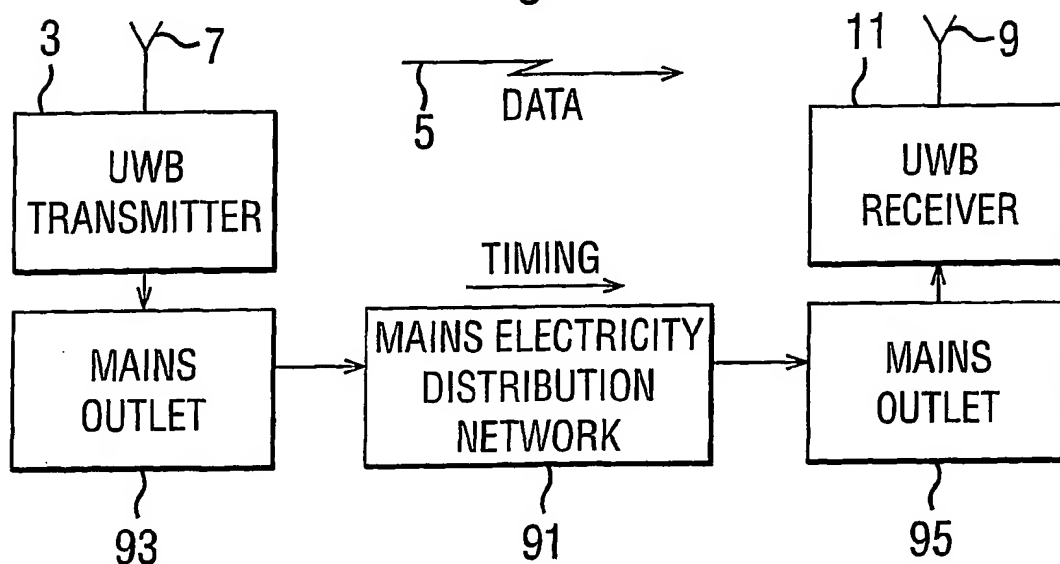 3
7
11
9
5
DATA
UWB
TRANSMITTER
UWB
RECEIVER
TIMING
MAINS
OUTLET
MAINS ELECTRICITY
DISTRIBUTION
NETWORK
MAINS
OUTLET
93
91
95